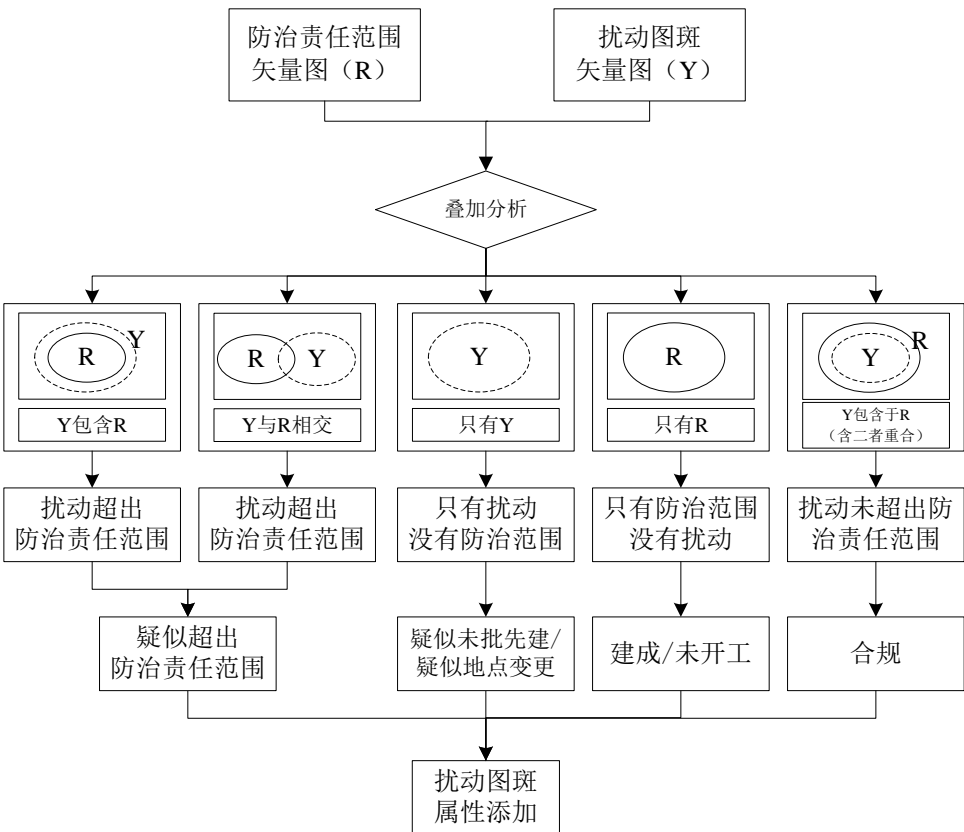 防治责任范围
矢量图（R）
扰动图斑
矢量图（Y）
叠加分析
R
Y
R
Y
Y
R
Y
R
Y包含R
Y与R相交
只有Y
只有R
Y包含于R
（含二者重合）
扰动超出
防治责任范围
扰动超出
防治责任范围
只有扰动
没有防治范围
只有防治范围
没有扰动
扰动未超出防
治责任范围
疑似超出
防治责任范围
疑似未批先建/
疑似地点变更
建成/未开工
合规
扰动图斑
属性添加